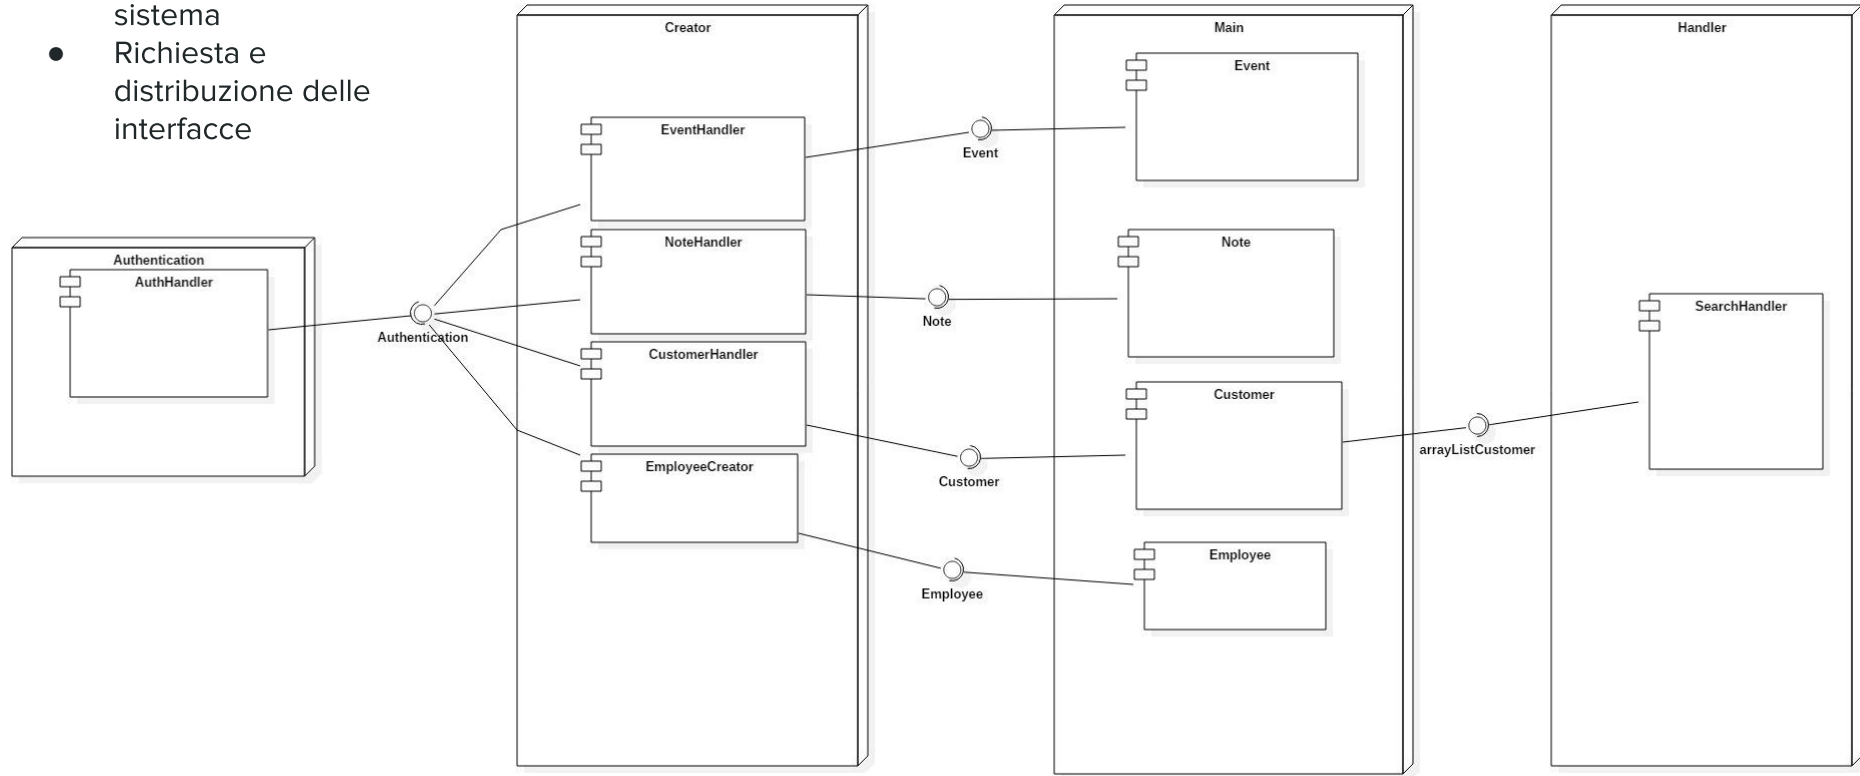 sistema
● Richiesta e
distribuzione delle
interfacce
Authentication
AuthHandler
Authentication
Creator
EventHandler
NoteHandler
CustomerHandler
EmployeeCreator
Event
Note
Customer
Employee
Main
Event
Note
Customer
Employee
arrayListCustomer
Handler
SearchHandler